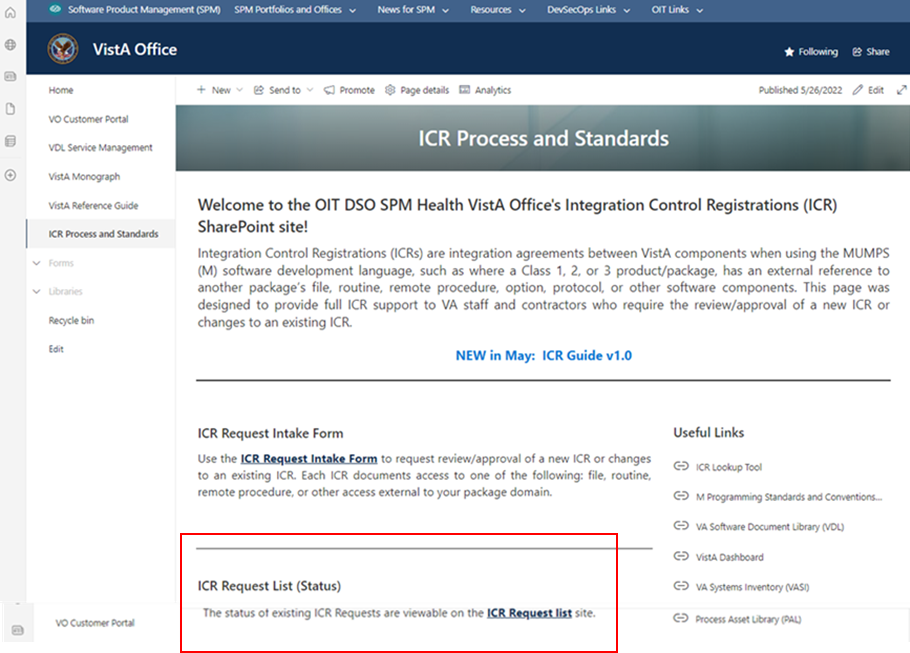 Software Product Management (SPM) SPM Portfolios and Offices News for SPM Resources DevSecOps Links OIT Links
VistA Office
Following Share
Home
VO Customer Portal
VDL Service Management
VistA Monograph
VistA Reference Guide
ICR Process and Standards
Forms
Libraries
Recycle bin
Edit
+ New Send to Promote Page details Analytics Published 5/26/2022 Edit
ICR Process and Standards
Welcome to the OIT DSO SPM Health VistA Office's Integration Control Registrations (ICR)
SharePoint site!
Integration Control Registrations (ICRs) are integration agreements between VistA components when using the MUMPS
(M) software development language, such as where a Class 1, 2, or 3 product/package, has an external reference to
another package's file, routine, remote procedure, option, protocol, or other software components. This page was
designed to provide full ICR support to VA staff and contractors who require the review/approval of a new ICR or
changes to an existing ICR.
NEW in May: ICR Guide v1.0
ICR Request Intake Form
Use the ICR Request Intake Form to request review/approval of a new ICR or changes
to an existing ICR. Each ICR documents access to one of the following: file, routine,
remote procedure, or other access external to your package domain.
ICR Request List (Status)
The status of existing ICR Requests are viewable on the ICR Request list site.
Useful Links
ICR Lookup Tool
M Programming Standards and Conventions...
VA Software Document Library (VDL)
VistA Dashboard
VA Systems Inventory (VASI)
Process Asset Library (PAL)
VO Customer Portal